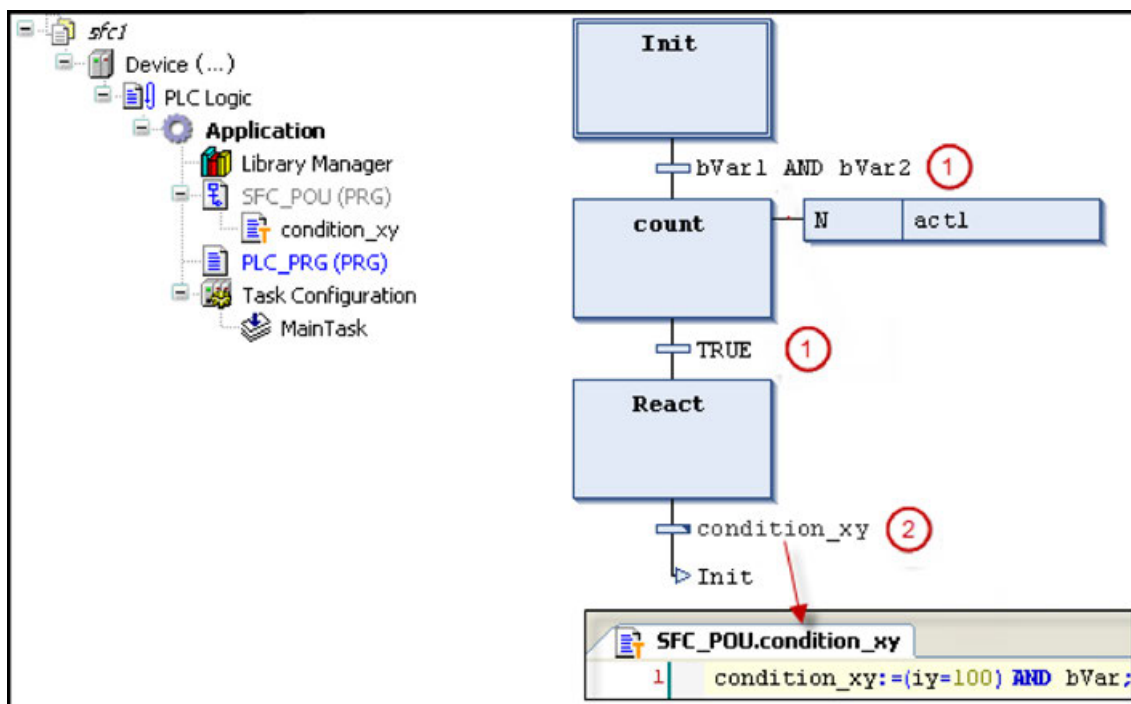 sfc1
Device (...)
PLC Logic
Application
Library Manager
SFC_POU (PRG)
condition_xy
PLC_PRG (PRG)
Task Configuration
MainTask
Init
bVar1 AND bVar2 1
count N act1
TRUE 1
React
condition_xy 2
Init
SFC_POU.condition_xy
1 condition_xy:=(iy=100) AND bVar;